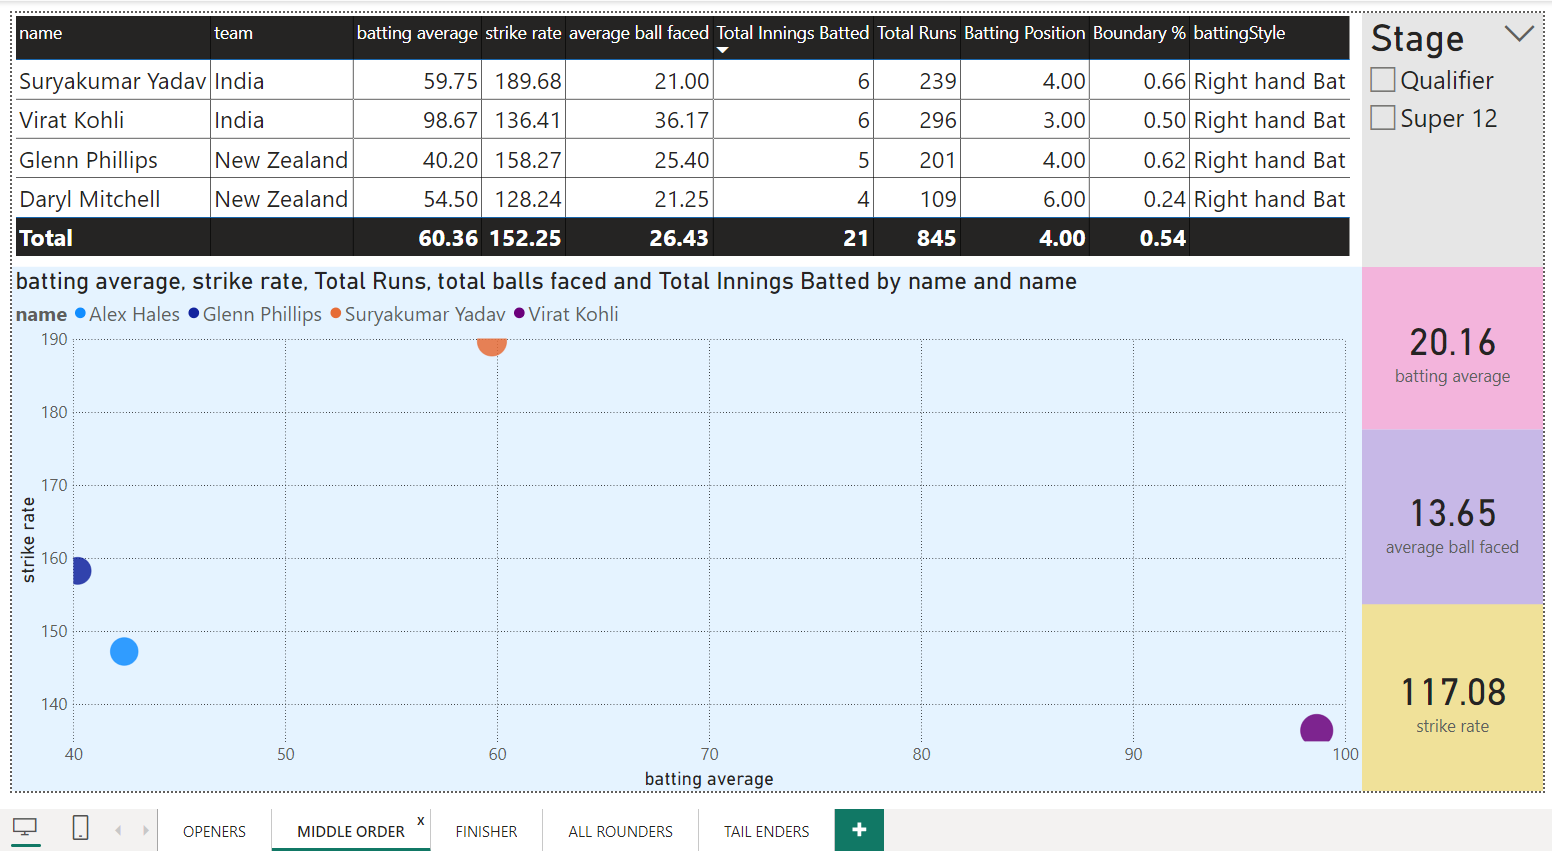 name team batting average strike rate average ball faced Total Innings Batted Total Runs Batting Position Boundary % battingStyle
Suryakumar Yadav India 59.75 189.68 21.00 6 239 4.00 0.66 Right hand Bat
Virat Kohli India 98.67 136.41 36.17 6 296 3.00 0.50 Right hand Bat
Glenn Phillips New Zealand 40.20 158.27 25.40 5 201 4.00 0.62 Right hand Bat
Daryl Mitchell New Zealand 54.50 128.24 21.25 4 109 6.00 0.24 Right hand Bat
Total 60.36 152.25 26.43 21 845 4.00 0.54
Stage
Qualifier
Super 12
batting average, strike rate, Total Runs, total balls faced and Total Innings Batted by name and name
name Alex Hales Glenn Phillips Suryakumar Yadav Virat Kohli
190
180
170
160
150
140
strike rate
40 50 60 70 80 90 100
batting average
20.16
batting average
13.65
average ball faced
117.08
strike rate
OPENERS MIDDLE ORDER x FINISHER ALL ROUNDERS TAIL ENDERS +